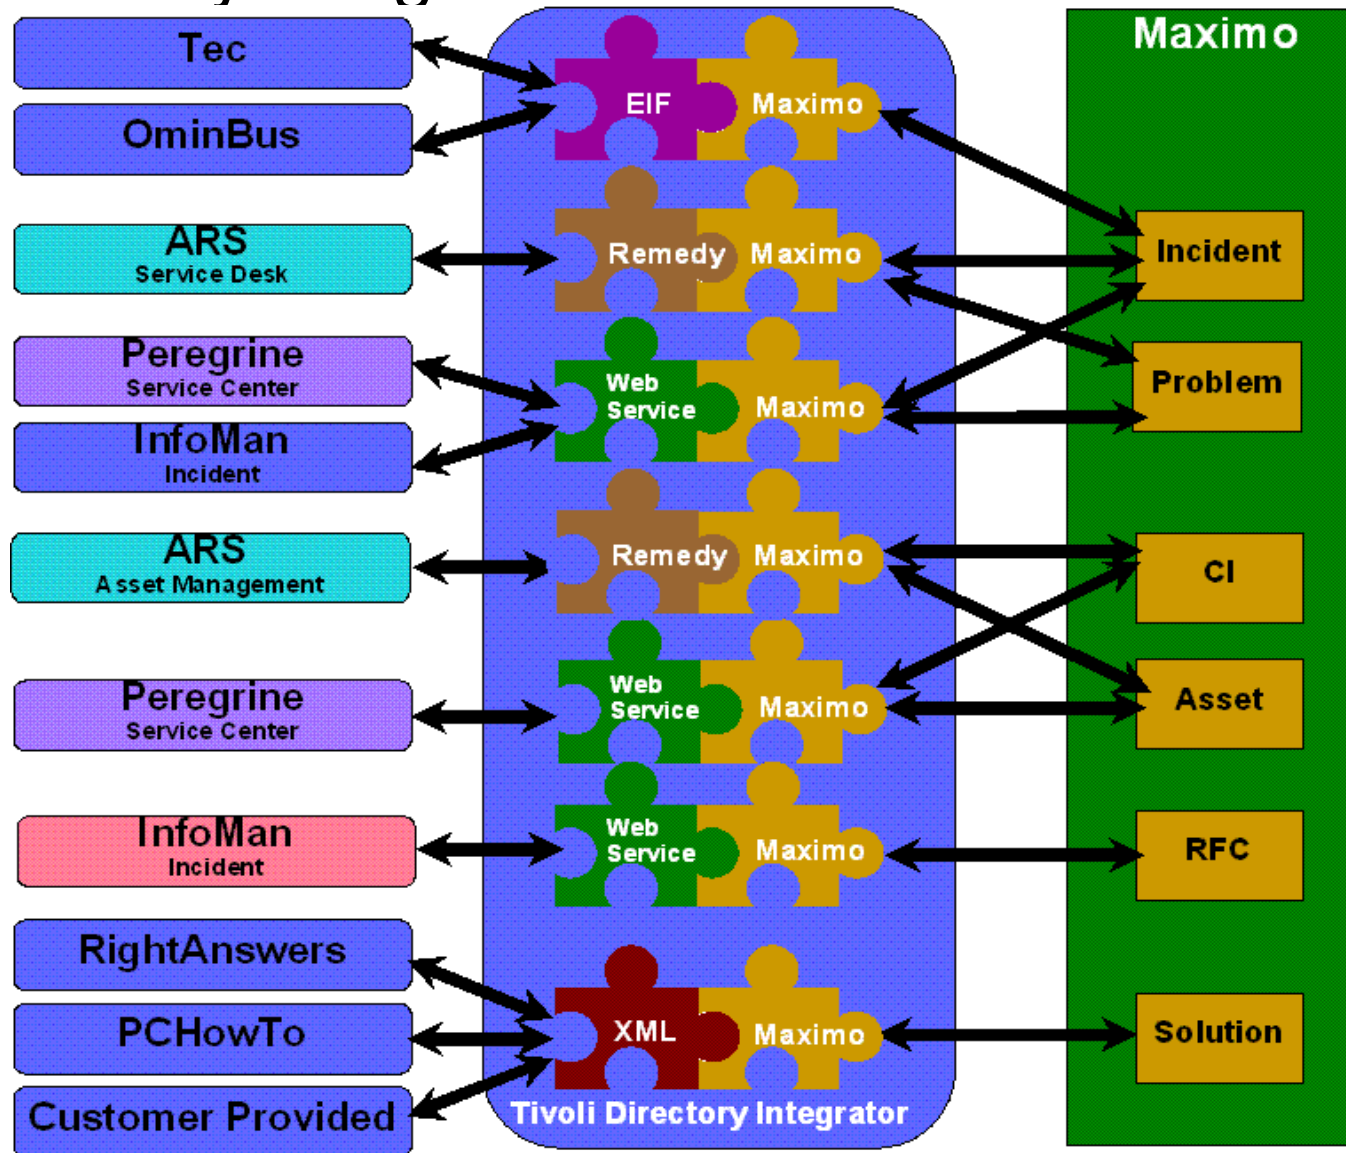 Tec
OminBus
ARS
Service Desk
Peregrine
Service Center
InfoMan
Incident
ARS
Asset Management
Peregrine
Service Center
InfoMan
Incident
RightAnswers
PCHowTo
Customer Provided
EIF Maximo
Remedy Maximo
Web
Service Maximo
Remedy Maximo
Web
Service Maximo
Web
Service Maximo
XML Maximo
Tivoli Directory Integrator
Maximo
Incident
Problem
CI
Asset
RFC
Solution